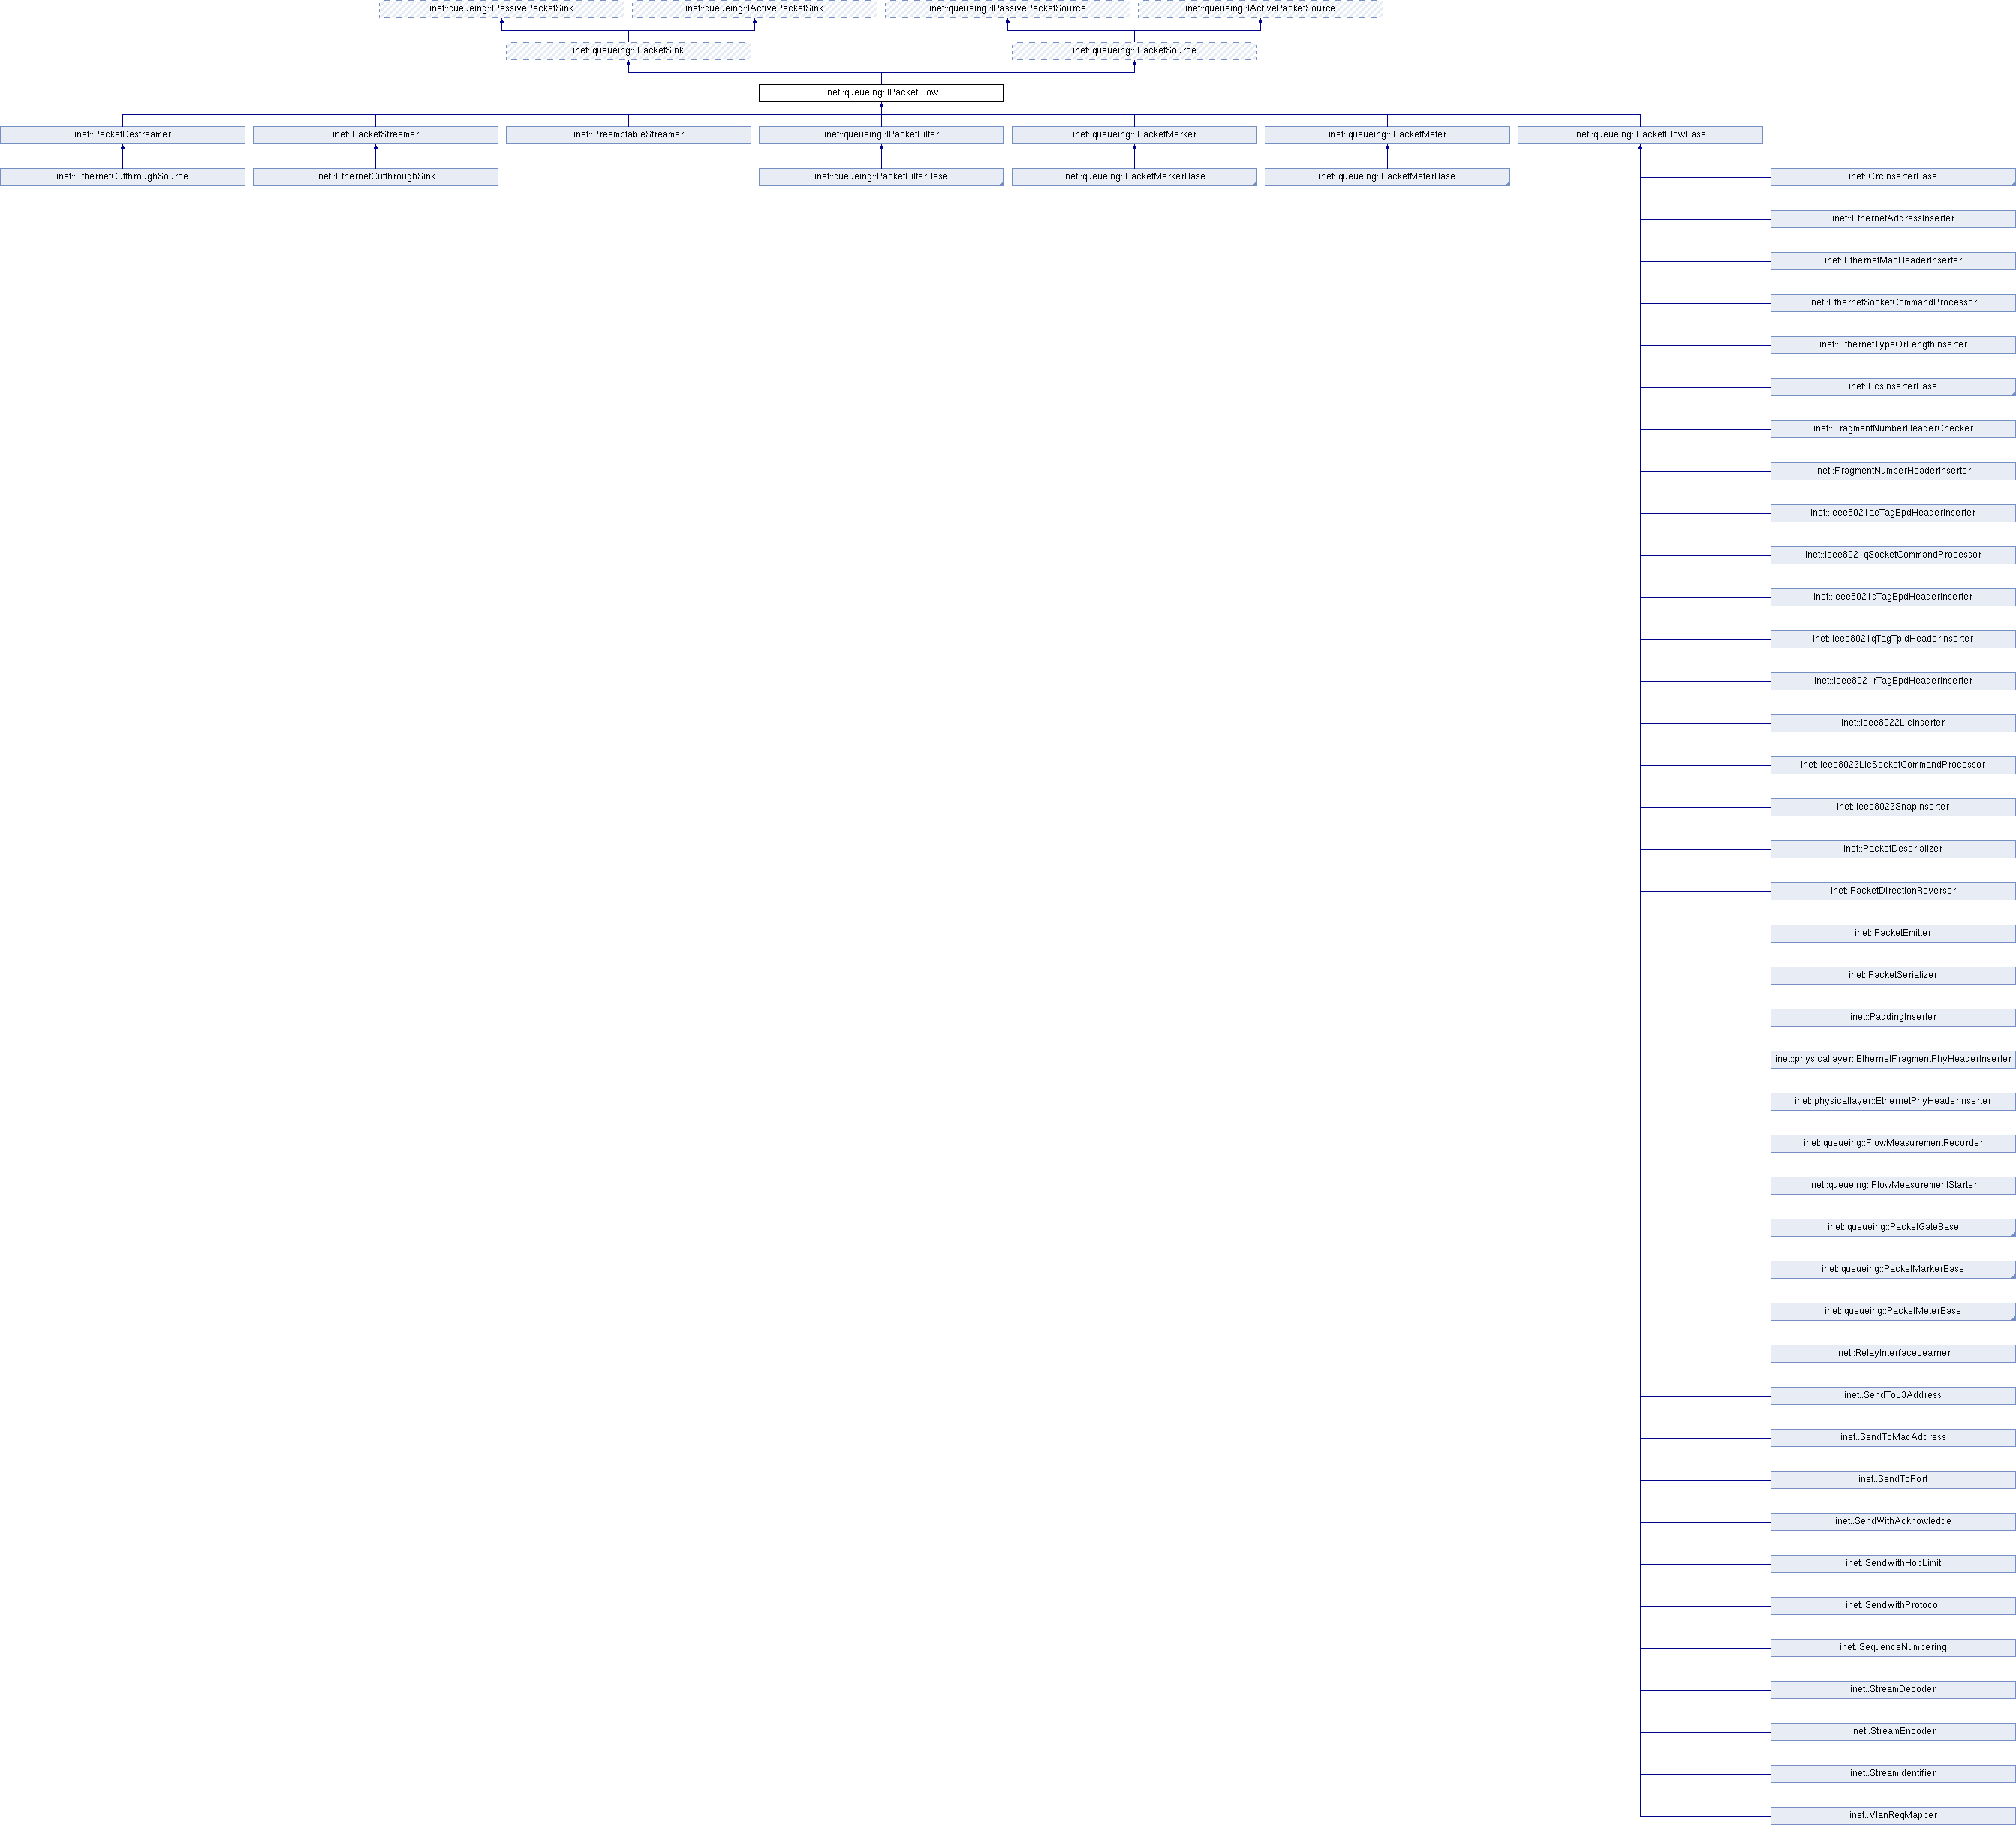 inet::queueing::IPassivePacketSink
inet::queueing::IActivePacketSink
inet::queueing::IPassivePacketSource
inet::queueing::IActivePacketSource
inet::queueing::IPacketSink
inet::queueing::IPacketSource
inet::queueing::IPacketFlow
inet::PacketDestreamer
inet::PacketStreamer
inet::PreemptableStreamer
inet::queueing::IPacketFilter
inet::queueing::IPacketMarker
inet::queueing::IPacketMeter
inet::queueing::PacketFlowBase
inet::EthernetCutthroughSource
inet::EthernetCutthroughSink
inet::queueing::PacketFilterBase
inet::queueing::PacketMarkerBase
inet::queueing::PacketMeterBase
inet::CrcInserterBase
inet::EthernetAddressInserter
inet::EthernetMacHeaderInserter
inet::EthernetSocketCommandProcessor
inet::EthernetTypeOrLengthInserter
inet::FcsInserterBase
inet::FragmentNumberHeaderChecker
inet::FragmentNumberHeaderInserter
inet::Ieee8021aeTagEpdHeaderInserter
inet::Ieee8021qSocketCommandProcessor
inet::Ieee8021qTagEpdHeaderInserter
inet::Ieee8021qTagTpidHeaderInserter
inet::Ieee8021rTagEpdHeaderInserter
inet::Ieee8022LlcInserter
inet::Ieee8022LlcSocketCommandProcessor
inet::Ieee8022SnapInserter
inet::PacketDeserializer
inet::PacketDirectionReverser
inet::PacketEmitter
inet::PacketSerializer
inet::PaddingInserter
inet::physicallayer::EthernetFragmentPhyHeaderInserter
inet::physicallayer::EthernetPhyHeaderInserter
inet::queueing::FlowMeasurementRecorder
inet::queueing::FlowMeasurementStarter
inet::queueing::PacketGateBase
inet::queueing::PacketMarkerBase
inet::queueing::PacketMeterBase
inet::RelayInterfaceLearner
inet::SendToL3Address
inet::SendToMacAddress
inet::SendToPort
inet::SendWithAcknowledge
inet::SendWithHopLimit
inet::SendWithProtocol
inet::SequenceNumbering
inet::StreamDecoder
inet::StreamEncoder
inet::StreamIdentifier
inet::VlanReqMapper